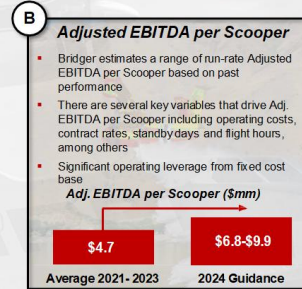 B
Adjusted EBITDA per Scooper
▪ Bridger estimates a range of run-rate Adjusted
EBITDA per Scooper based on past
performance
▪ There are several key variables that drive Adj.
EBITDA per Scooper including operating costs,
contract rates, standby days and flight hours,
among others
▪ Significant operating leverage from fixed cost
base
Adj. EBITDA per Scooper ($mm)
$4.7
$6.8-$9.9
Average 2021- 2023
2024 Guidance